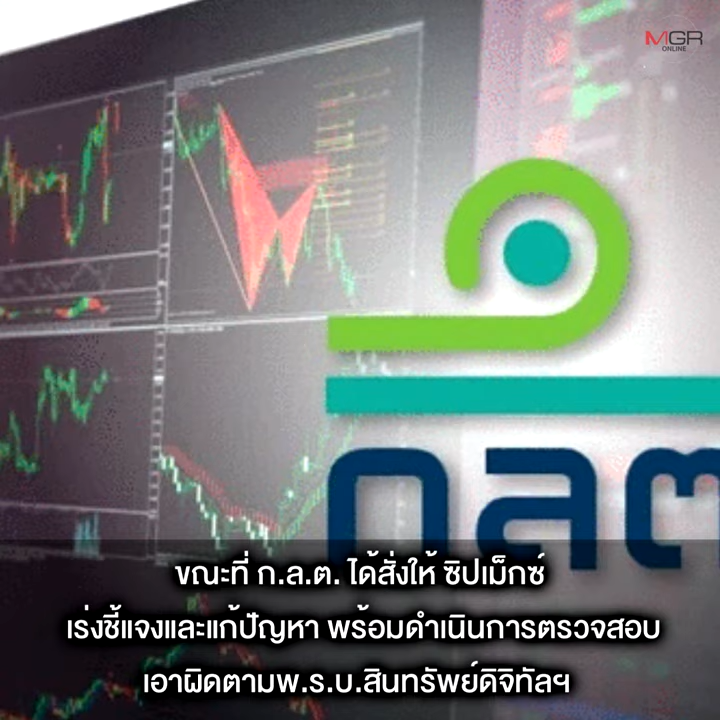 MGR
ONLINE
กลต
ขณะที่ ก.ล.ต. ได้สั่งให้ ซิปเม็กซ์
เร่งชี้แจงและแก้ปัญหา พร้อมดำเนินการตรวจสอบ
เอาผิดตามพ.ร.บ.สินทรัพย์ดิจิทัลฯ